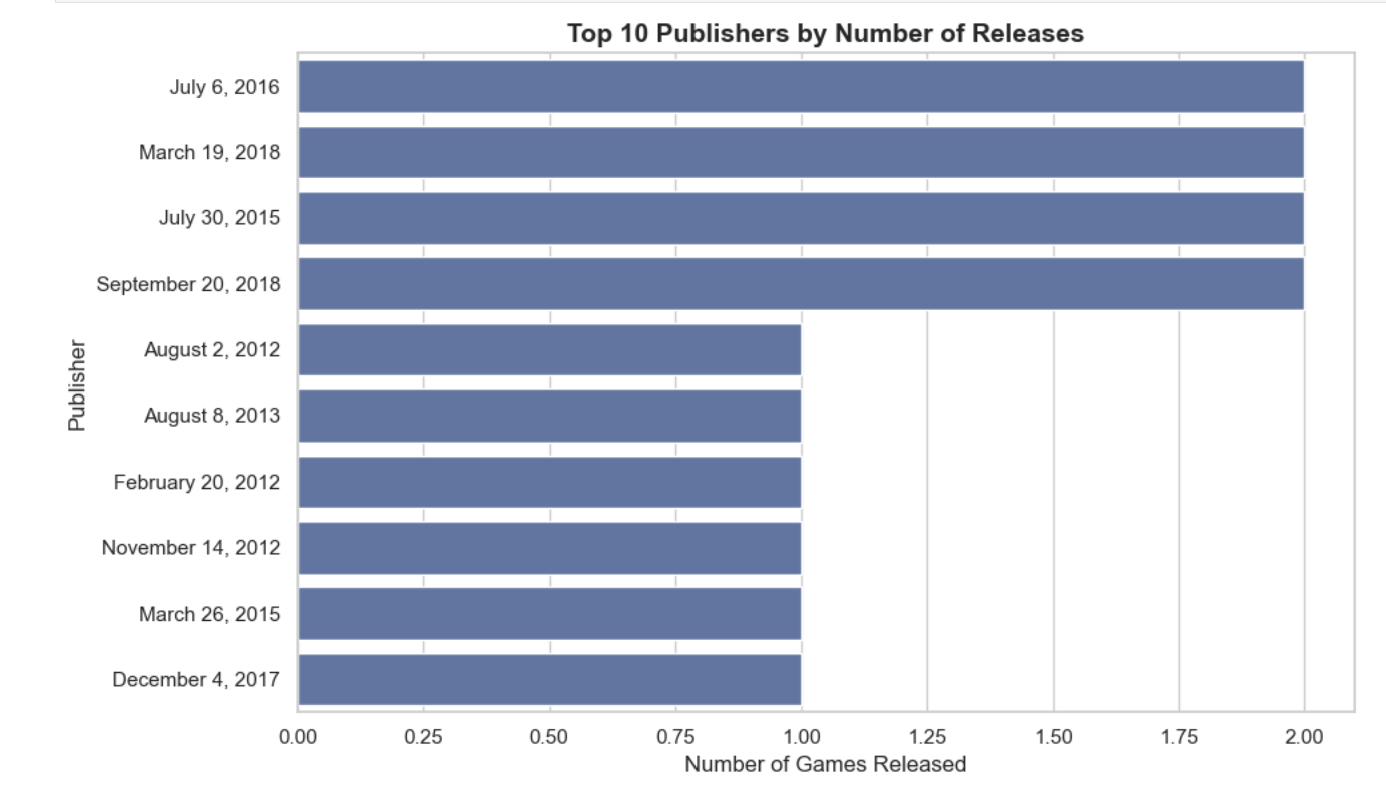 Top 10 Publishers by Number of Releases
July 6, 2016
March 19, 2018
July 30, 2015
September 20, 2018
August 2, 2012
August 8, 2013
February 20, 2012
November 14, 2012
March 26, 2015
December 4, 2017
Publisher
0.00 0.25 0.50 0.75 1.00 1.25 1.50 1.75 2.00
Number of Games Released